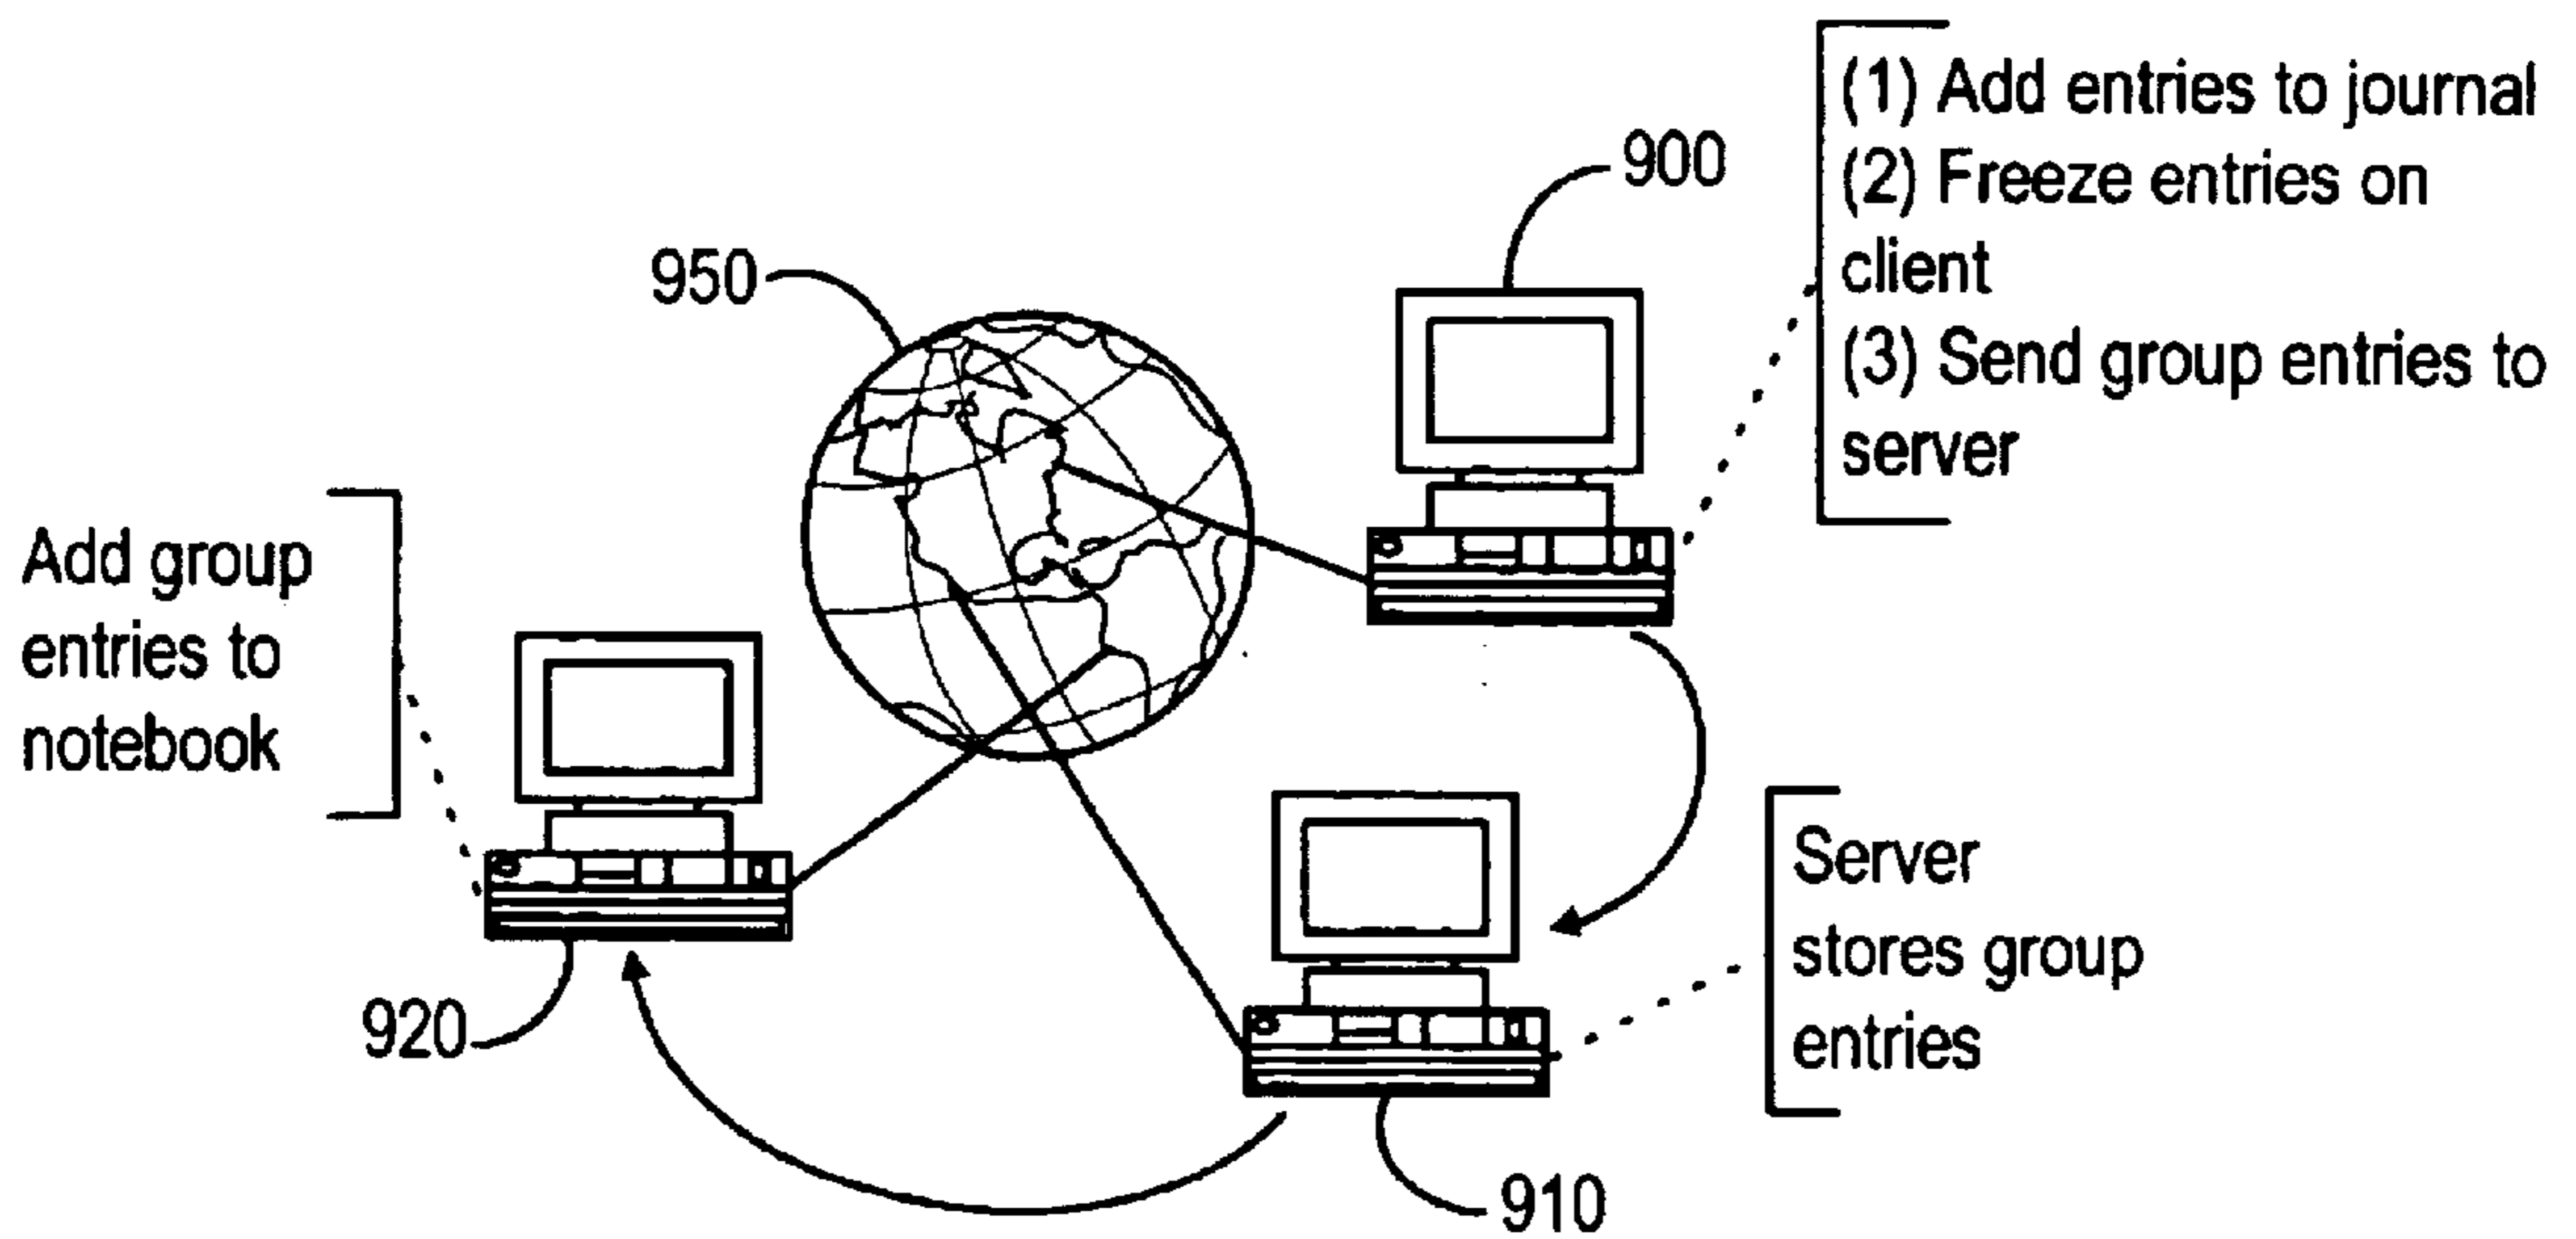 (1) Add entries to journal
(2) Freeze entries on
client
(3) Send group entries to
server
900
950
Add group
entries to
notebook
920
Server
stores group
entries
910